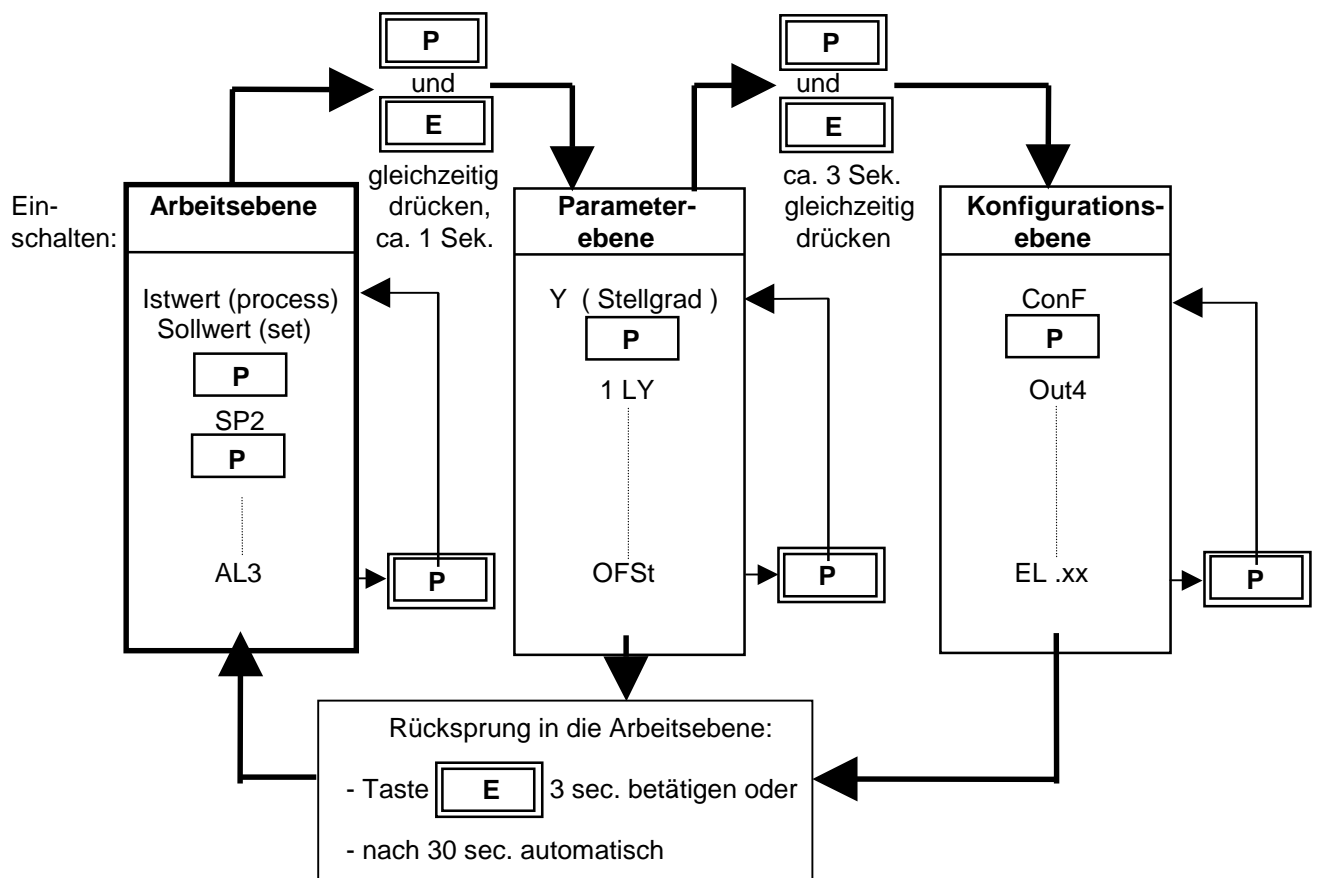 P
und
E
gleichzeitig
drücken,
ca. 1 Sek.
P
und
E
ca. 3 Sek.
gleichzeitig
drücken
Ein-
schalten:
Arbeitsebene
Istwert (process)
Sollwert (set)
P
SP2
P
AL3
P
Parameter-
ebene
Y ( Stellgrad )
P
1 LY
OFSt
P
Konfigurations-
ebene
ConF
P
Out4
EL .xx
P
Rücksprung in die Arbeitsebene:
- Taste E 3 sec. betätigen oder
- nach 30 sec. automatisch